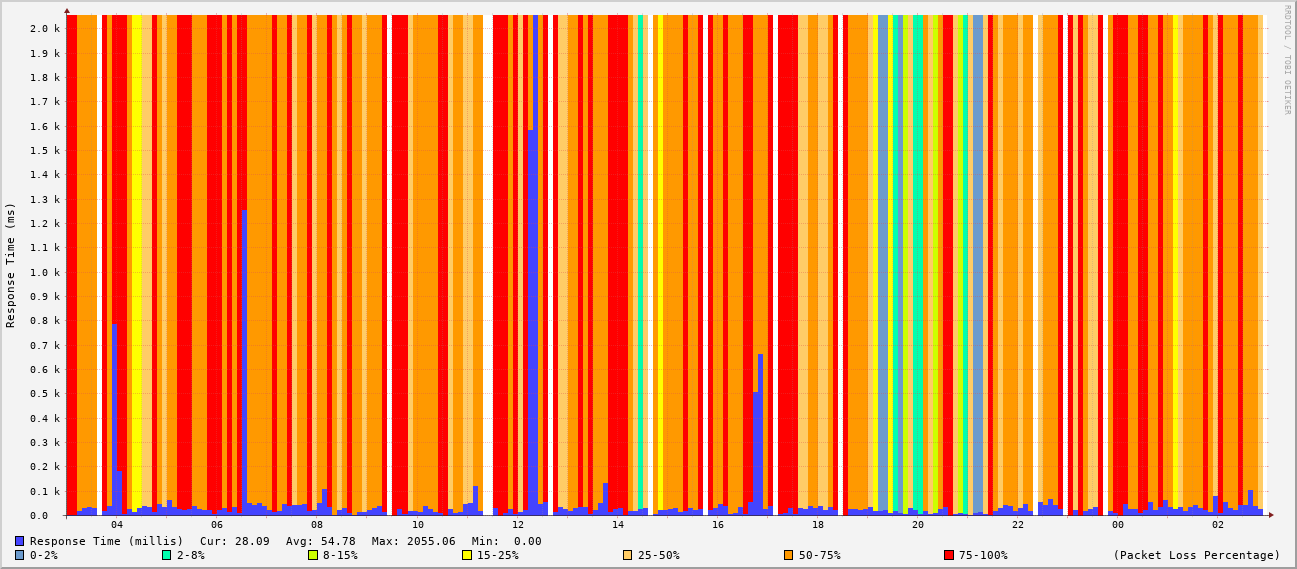 RRDTOOL / TOBI OETIKER
Response Time (ms)
2.0 k
1.9 k
1.8 k
1.7 k
1.6 k
1.5 k
1.4 k
1.3 k
1.2 k
1.1 k
1.0 k
0.9 k
0.8 k
0.7 k
0.6 k
0.5 k
0.4 k
0.3 k
0.2 k
0.1 k
0.0
04 06 08 10 12 14 16 18 20 22 00 02
Response Time (millis) Cur: 28.09 Avg: 54.78 Max: 2055.06 Min: 0.00
0-2% 2-8% 8-15% 15-25% 25-50% 50-75% 75-100% (Packet Loss Percentage)